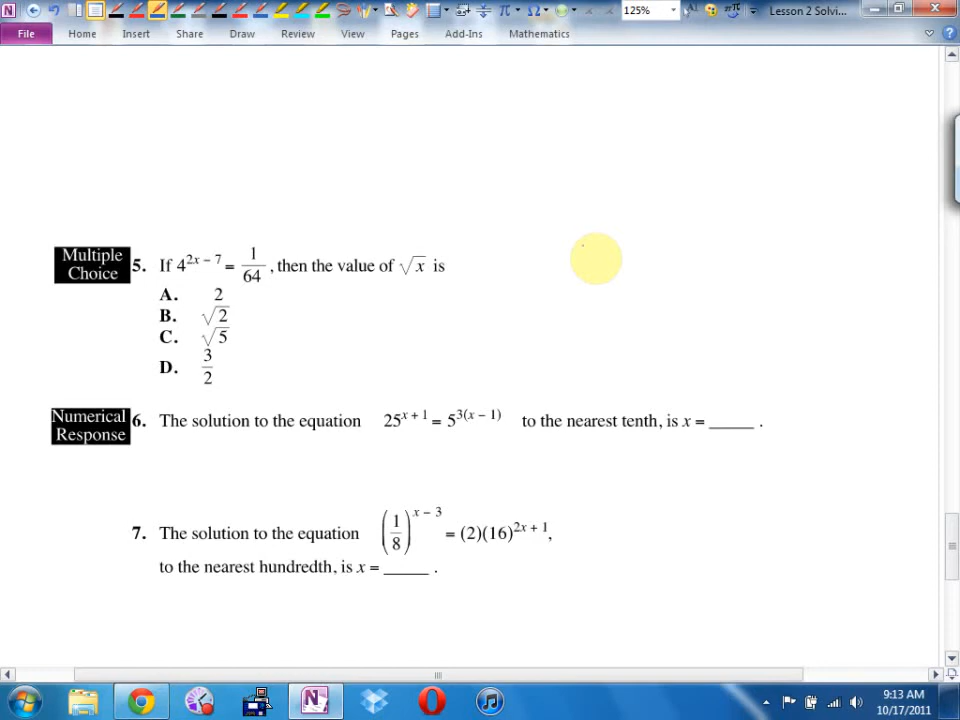 125%
Lesson 2 Solvi...
File Home Insert Share Draw Review View Pages Add-Ins Mathematics
Multiple Choice 5. If 4^{2x − 7} = \frac{1}{64}, then the value of √x is
A. 2
B. √2
C. √5
D. \frac{3}{2}
Numerical Response 6. The solution to the equation 25^{x + 1} = 5^{3(x − 1)} to the nearest tenth, is x = _____ .
7. The solution to the equation (\frac{1}{8})^{x − 3} = (2)(16)^{2x + 1},
to the nearest hundredth, is x = _____ .
9:13 AM
10/17/2011